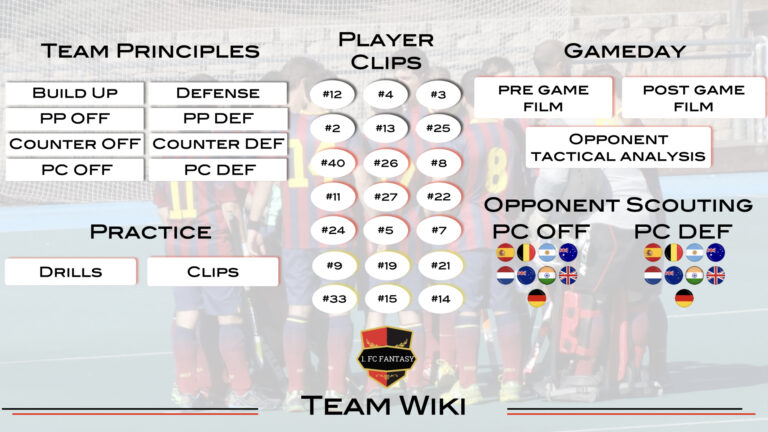 Team Principles
Build Up
Defense
PP OFF
PP DEF
Counter OFF
Counter DEF
PC OFF
PC DEF
Practice
Drills
Clips
Player
Clips
#12
#4
#3
#2
#13
#25
#40
#26
#8
#11
#27
#22
#24
#5
#7
#9
#19
#21
#33
#15
#14
Gameday
PRE GAME
FILM
POST GAME
FILM
Opponent
tactical analysis
Opponent Scouting
PC OFF
PC DEF
1. FC FANTASY
Team Wiki